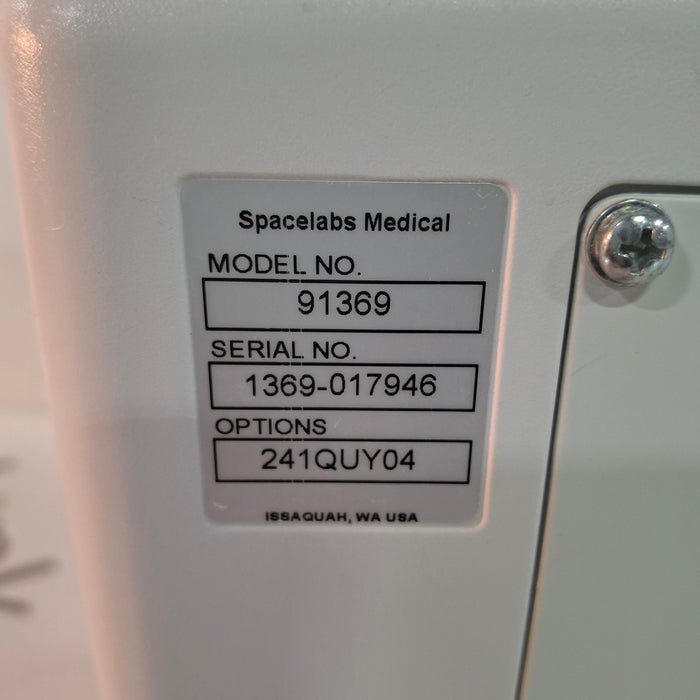 Spacelabs Medical
MODEL NO.
91369
SERIAL NO.
1369-017946
OPTIONS
241QUY04
ISSAQUAH, WA USA